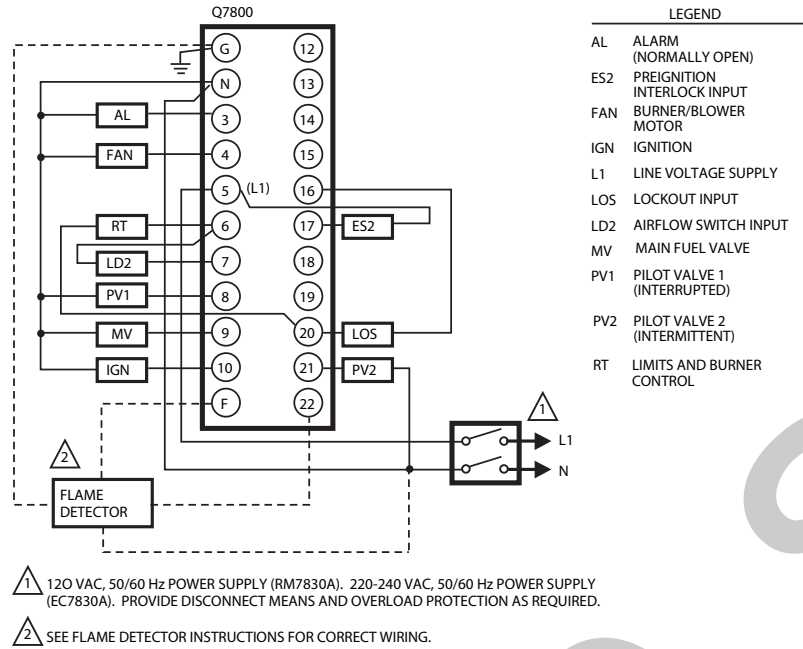 Q7800
G
N
3
4
5
(L1)
6
7
8
9
10
F
12
13
14
15
16
17
18
19
20
21
22
AL
FAN
RT
LD2
PV1
MV
IGN
ES2
LOS
PV2
1
L1
N
2
FLAME
DETECTOR
LEGEND
AL ALARM
(NORMALLY OPEN)
ES2 PREIGNITION
INTERLOCK INPUT
FAN BURNER/BLOWER
MOTOR
IGN IGNITION
L1 LINE VOLTAGE SUPPLY
LOS LOCKOUT INPUT
LD2 AIRFLOW SWITCH INPUT
MV MAIN FUEL VALVE
PV1 PILOT VALVE 1
(INTERRUPTED)
PV2 PILOT VALVE 2
(INTERMITTENT)
RT LIMITS AND BURNER
CONTROL
1 12O VAC, 50/60 Hz POWER SUPPLY (RM7830A). 220-240 VAC, 50/60 Hz POWER SUPPLY
(EC7830A). PROVIDE DISCONNECT MEANS AND OVERLOAD PROTECTION AS REQUIRED.
2 SEE FLAME DETECTOR INSTRUCTIONS FOR CORRECT WIRING.